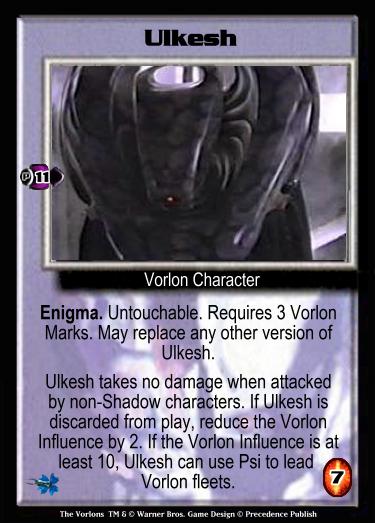 Ulkesh
P 11
Vorlon Character
Enigma. Untouchable. Requires 3 Vorlon
Marks. May replace any other version of
Ulkesh.
Ulkesh takes no damage when attacked
by non-Shadow characters. If Ulkesh is
discarded from play, reduce the Vorlon
Influence by 2. If the Vorlon Influence is at
least 10, Ulkesh can use Psi to lead
Vorlon fleets.
7
The Vorlons TM & © Warner Bros. Game Design © Precedence Publish